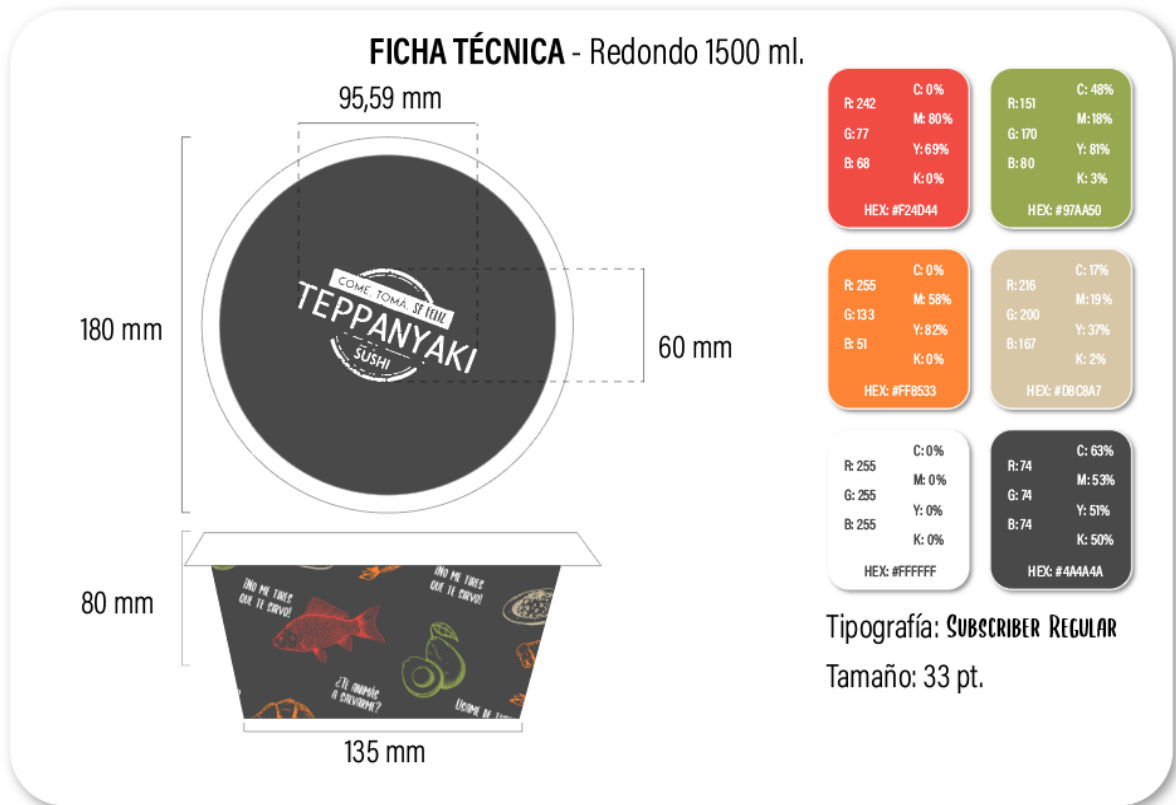 FICHA TÉCNICA - Redondo 1500 ml.
95,59 mm
180 mm
COME, TOMÁ, SÉ FELIZ
TEPPANYAKI
SUSHI
60 mm
80 mm
¡NO ME TIRES
QUE TE SIRVO!
¡NO ME TIRES
QUE TE SIRVO!
¿TE ANIMÁS
A SALVARME?
USAME DE
135 mm
R: 242
G: 77
B: 68
C: 0%
M: 80%
Y: 69%
K: 0%
HEX: #F24D44
R: 151
G: 170
B: 80
C: 48%
M: 18%
Y: 81%
K: 3%
HEX: #97AA50
R: 255
G: 133
B: 51
C: 0%
M: 58%
Y: 82%
K: 0%
HEX: #FF8533
R: 216
G: 200
B: 167
C: 17%
M: 19%
Y: 37%
K: 2%
HEX: #D8C8A7
R: 255
G: 255
B: 255
C: 0%
M: 0%
Y: 0%
K: 0%
HEX: #FFFFFF
R: 74
G: 74
B: 74
C: 63%
M: 53%
Y: 51%
K: 50%
HEX: #4A4A4A
Tipografía: SUBSCRIBER REGULAR
Tamaño: 33 pt.